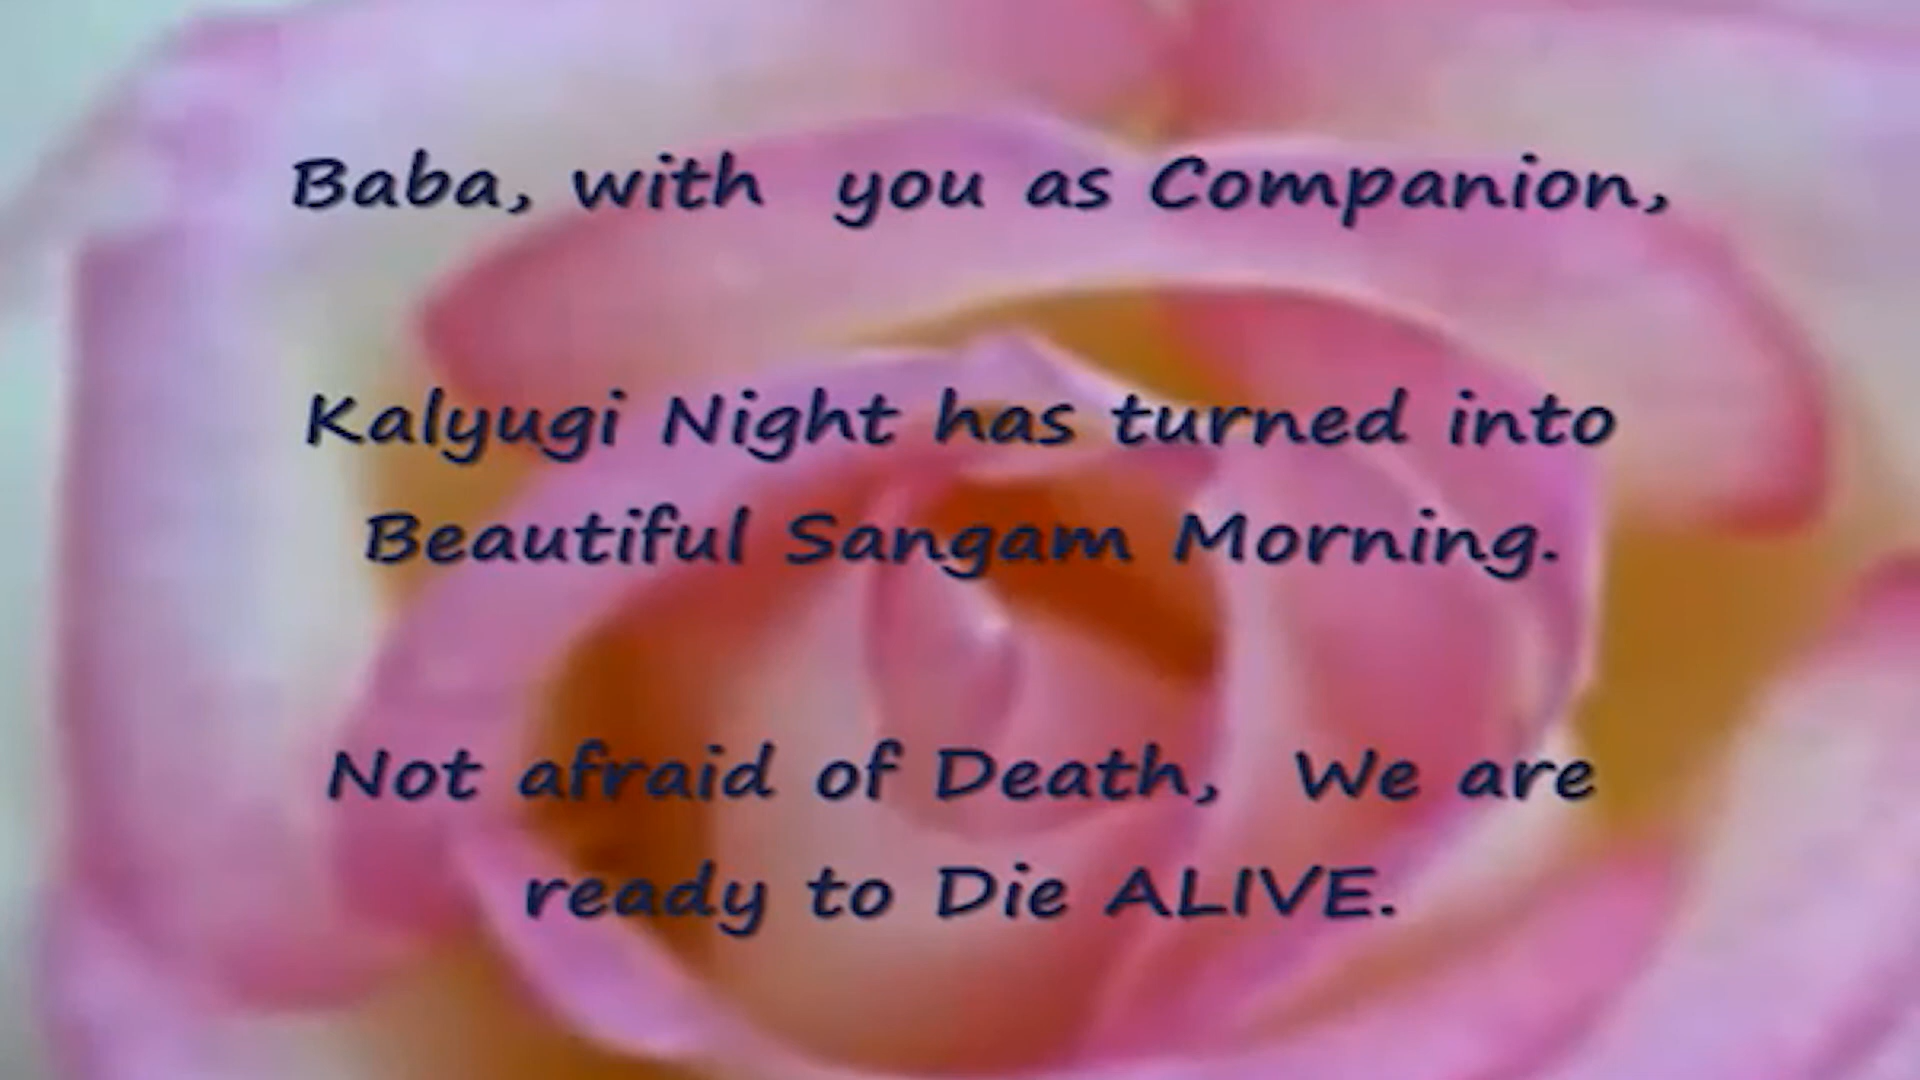 Baba, with you as Companion,
Kalyugi Night has turned into
Beautiful Sangam Morning.
Not afraid of Death, We are
ready to Die ALIVE.